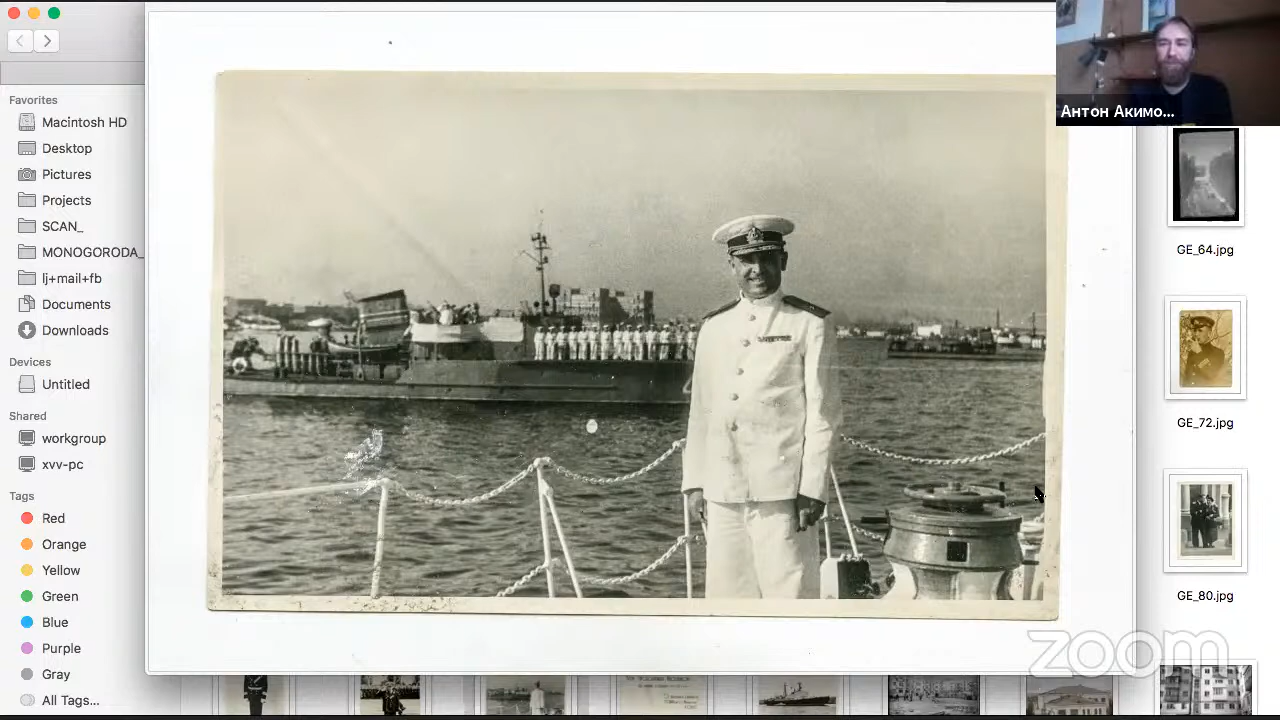 Антон Акимо...
Favorites
Macintosh HD
Desktop
Pictures
Projects
SCAN_
MONOGORODA_
lj+mail+fb
Documents
Downloads
Devices
Untitled
Shared
workgroup
xvv-pc
Tags
Red
Orange
Yellow
Green
Blue
Purple
Gray
All Tags...
GE_64.jpg
GE_72.jpg
GE_80.jpg
zoom